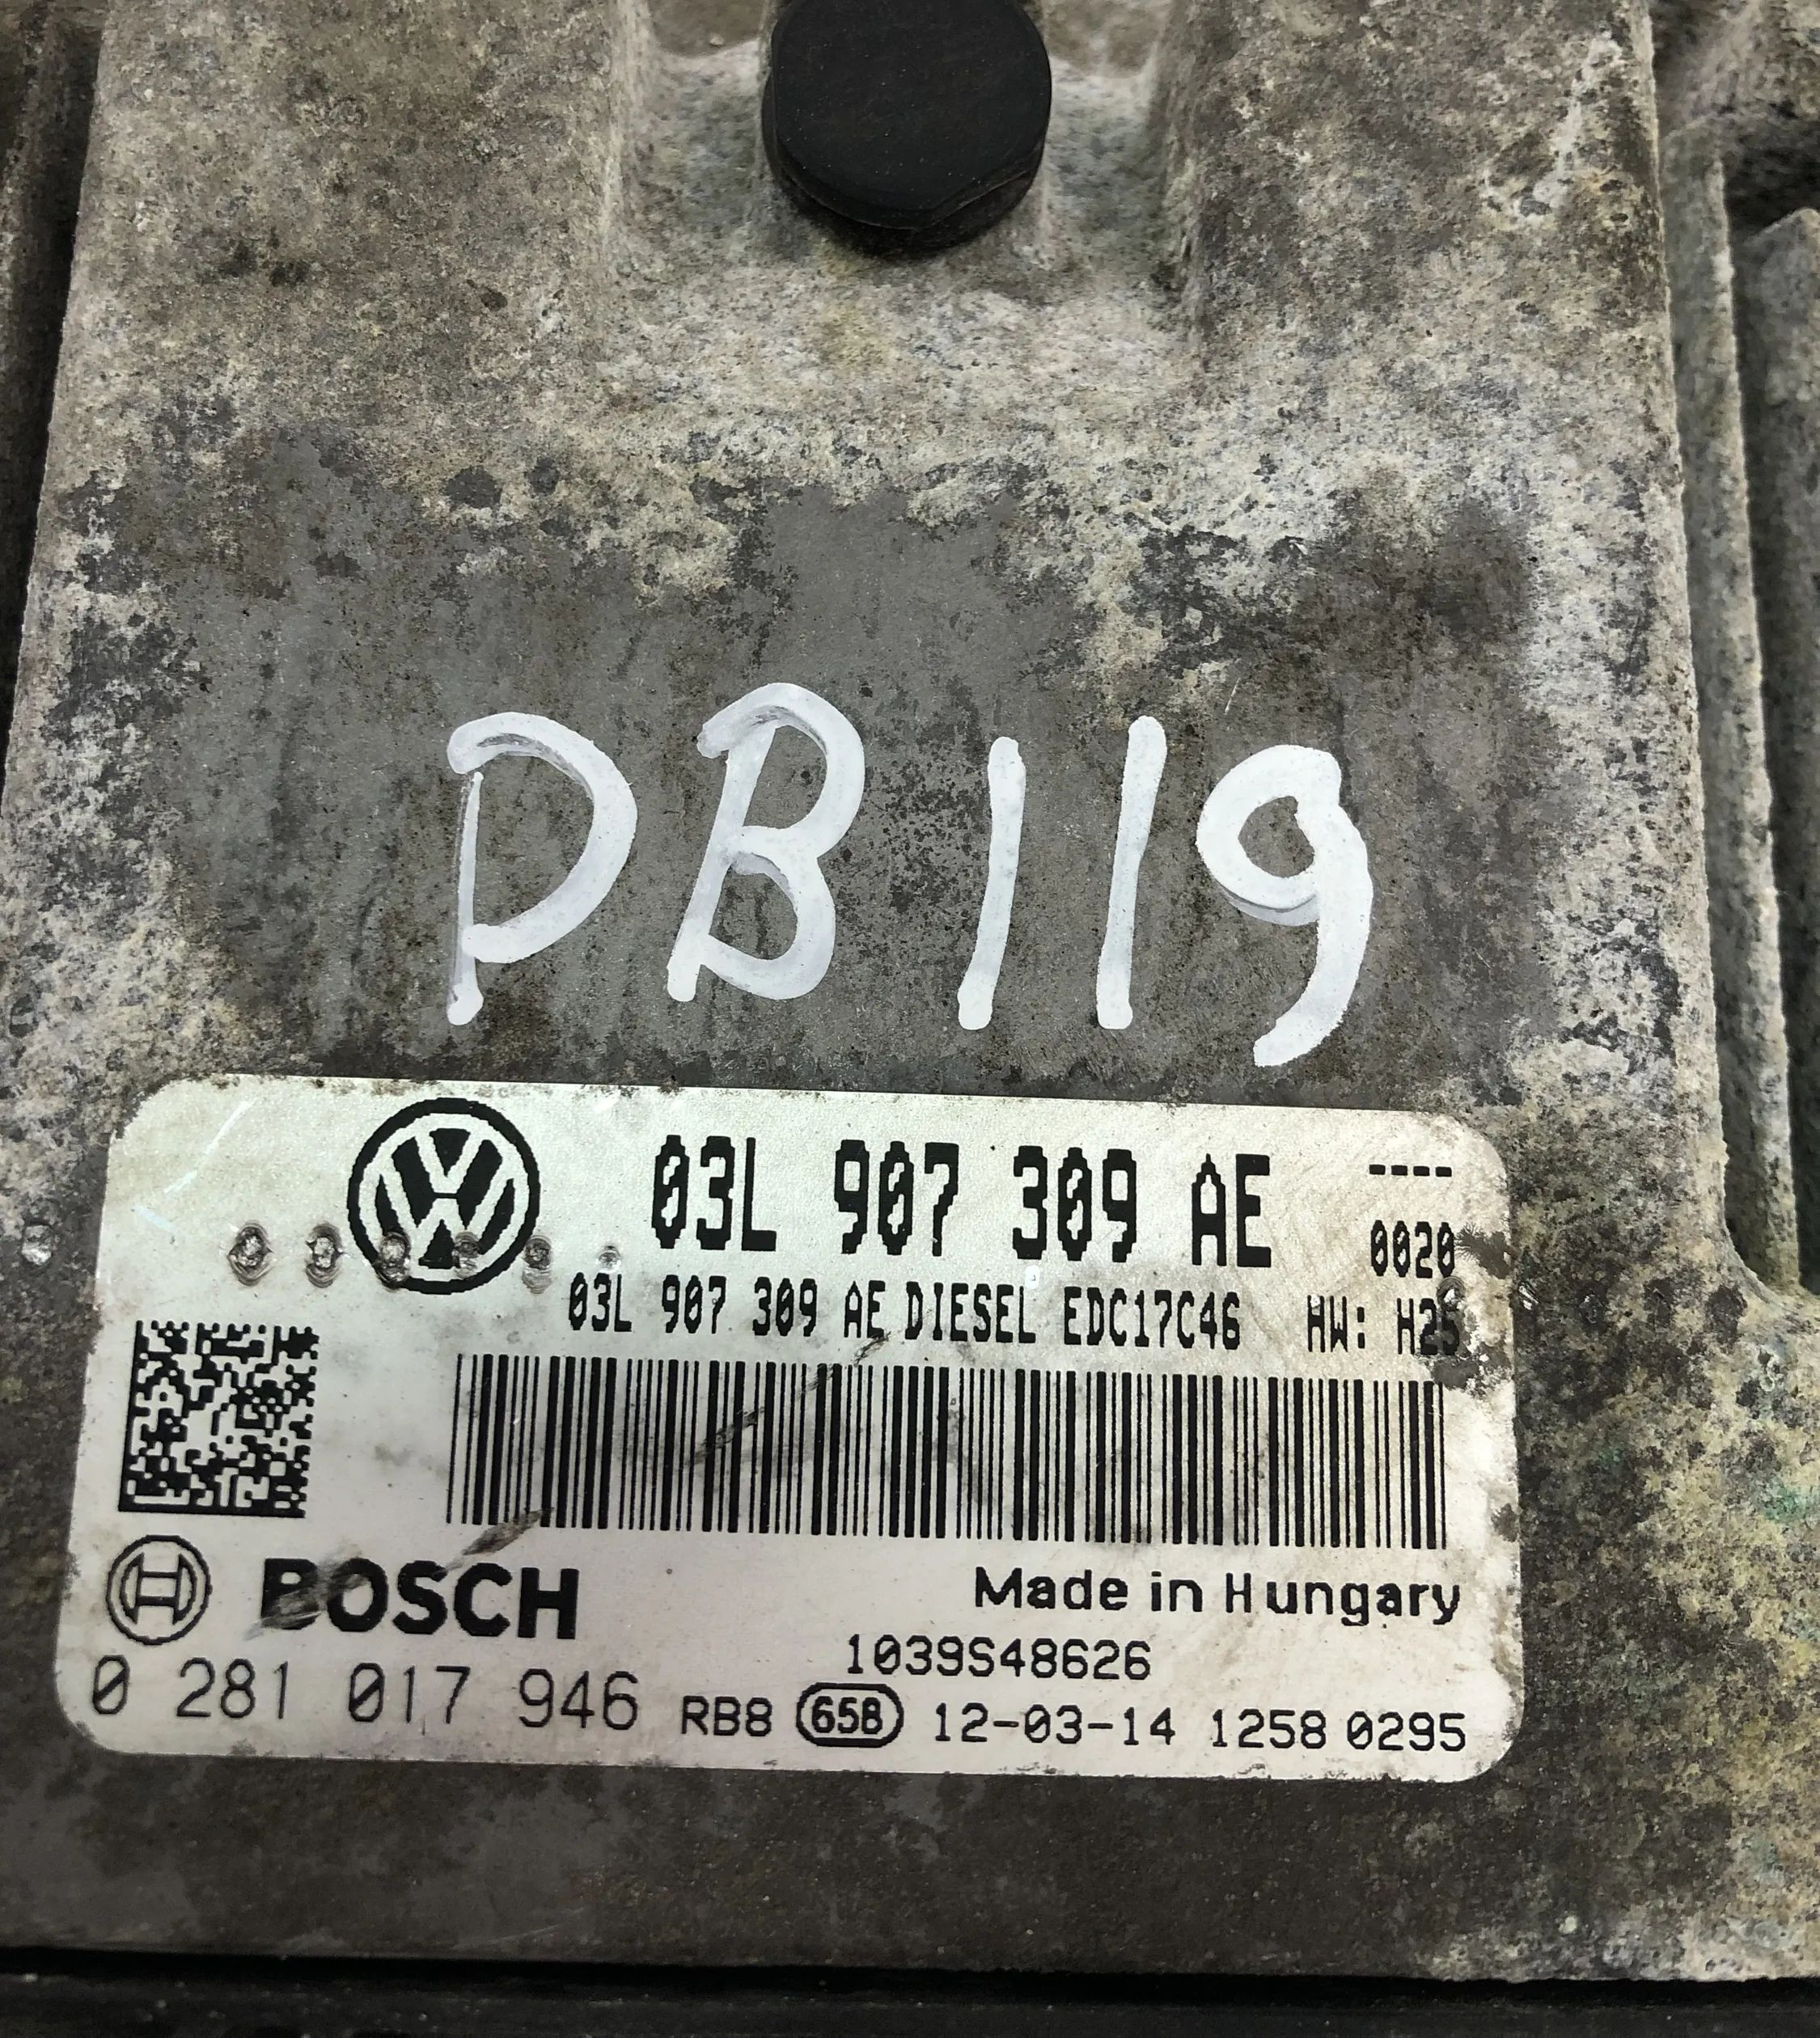 PB119
03L 907 309 AE ----
0020
03L 907 309 AE DIESEL EDC17C46 HW: H25
BOSCH
Made in Hungary
1039S48626
0 281 017 946 RB8 658 12-03-14 1258 0295